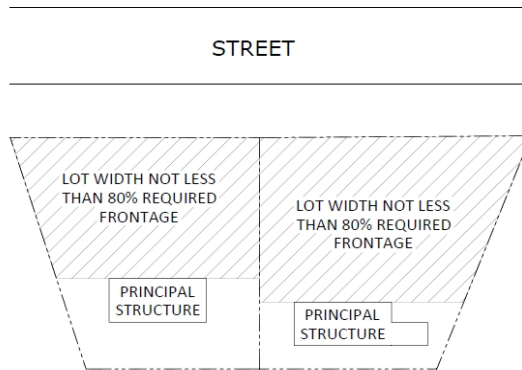 STREET
LOT WIDTH NOT LESS
THAN 80% REQUIRED
FRONTAGE
LOT WIDTH NOT LESS
THAN 80% REQUIRED
FRONTAGE
PRINCIPAL
STRUCTURE
PRINCIPAL
STRUCTURE